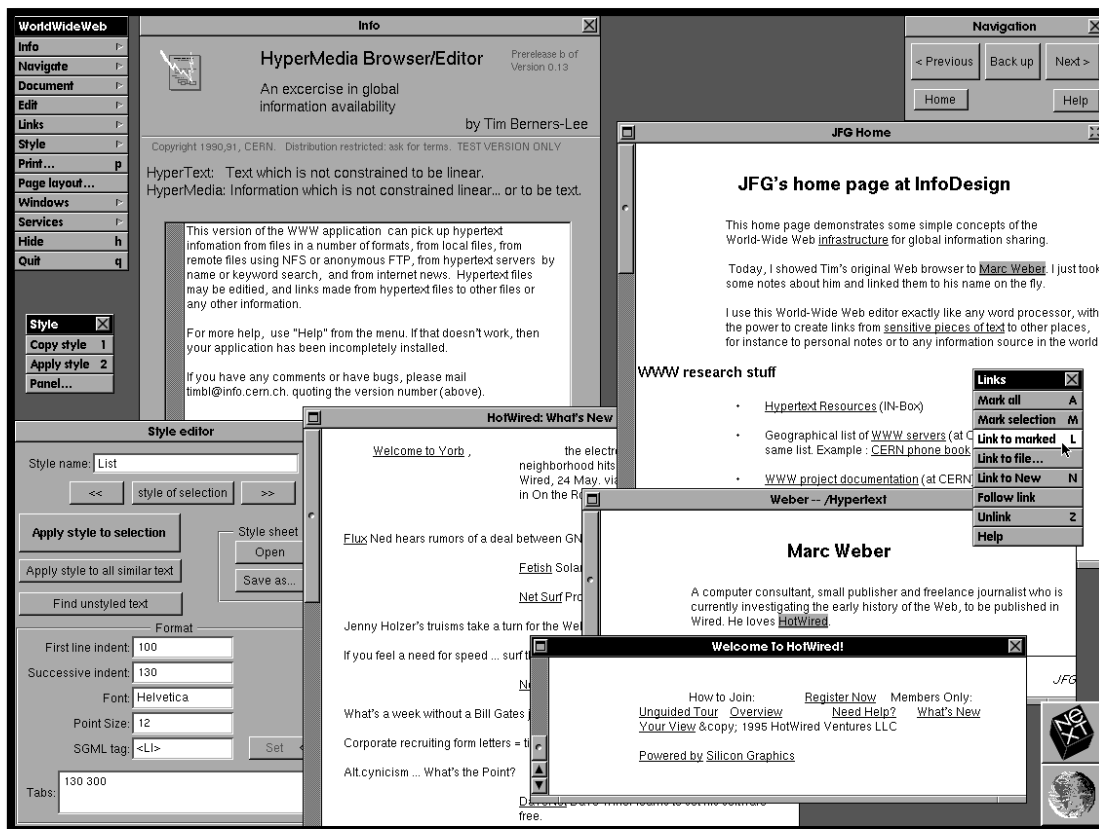 WorldWideWeb
Info
Navigate
Document
Edit
Links
Style
Print... p
Page layout...
Windows
Services
Hide h
Quit q
Style
Copy style 1
Apply style 2
Panel...
Info
HyperMedia Browser/Editor
Prerelease b of
Version 0.13
An excercise in global
information availability
by Tim Berners-Lee
Copyright 1990,91, CERN. Distribution restricted: ask for terms. TEST VERSION ONLY
HyperText: Text which is not constrained to be linear.
HyperMedia: Information which is not constrained linear... or to be text.
This version of the WWW application can pick up hypertext
infomation from files in a number of formats, from local files, from
remote files using NFS or anonymous FTP, from hypertext servers by
name or keyword search, and from internet news. Hypertext files
may be editied, and links made from hypertext files to other files or
any other information.
For more help, use "Help" from the menu. If that doesn't work, then
your application has been incompletely installed.
If you have any comments or have bugs, please mail
timbl@info.cern.ch. quoting the version number (above).
Navigation
< Previous
Back up
Next >
Home
Help
JFG Home
JFG's home page at InfoDesign
This home page demonstrates some simple concepts of the
World-Wide Web infrastructure for global information sharing.
Today, I showed Tim's original Web browser to Marc Weber. I just took
some notes about him and linked them to his name on the fly.
I use this World-Wide Web editor exactly like any word processor, with
the power to create links from sensitive pieces of text to other places,
for instance to personal notes or to any information source in the world
WWW research stuff
• Hypertext Resources (IN-Box)
• Geographical list of WWW servers (at C
same list. Example : CERN phone book
• WWW project documentation (at CERN
JFG
Links
Mark all A
Mark selection M
Link to marked L
Link to file...
Link to New N
Follow link
Unlink Z
Help
Style editor
Style name: List
<<
style of selection
>>
Apply style to selection
Apply style to all similar text
Find unstyled text
Style sheet
Open
Save as...
Format
First line indent: 100
Successive indent: 130
Font: Helvetica
Point Size: 12
SGML tag: <LI>
Set
Tabs: 130 300
HotWired: What's New
Welcome to Yorb , the electr
neighborhood hits
Wired, 24 May. via
in On the Ro
Flux Ned hears rumors of a deal between GN
Fetish Sola
Net Surf Pro
Jenny Holzer's truisms take a turn for the We
If you feel a need for speed ... surf t
What's a week without a Bill Gates j
Corporate recruiting form letters = ti
Alt.cynicism ... What's the Point?
free.
Weber -- /Hypertext
Marc Weber
A computer consultant, small publisher and freelance journalist who is
currently investigating the early history of the Web, to be published in
Wired. He loves HotWired.
Welcome To HotWired!
How to Join: Register Now Members Only:
Unguided Tour Overview Need Help? What's New
Your View &copy; 1995 HotWired Ventures LLC
Powered by Silicon Graphics
NeXT